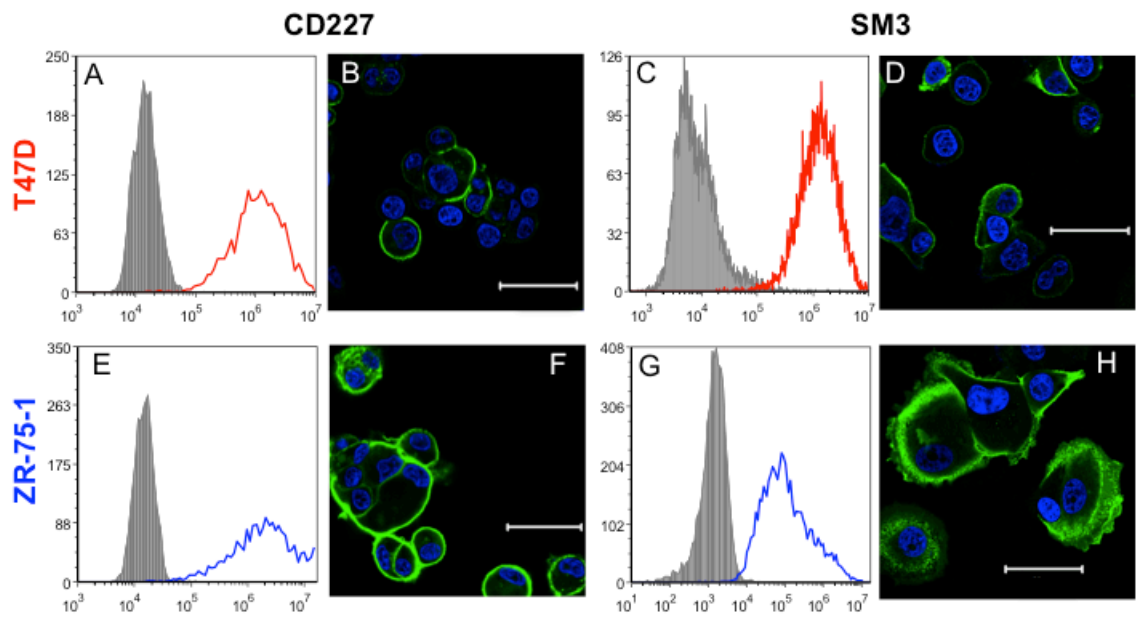 CD227 SM3
T47D
A
250
188
125
63
0
10³ 10⁴ 10⁵ 10⁶ 10⁷
B
C
126
95
63
32
0
10³ 10⁴ 10⁵ 10⁶ 10⁷
D
ZR-75-1
E
350
263
175
88
0
10³ 10⁴ 10⁵ 10⁶ 10⁷
F
G
408
306
204
102
0
10¹ 10² 10³ 10⁴ 10⁵ 10⁶ 10⁷
H